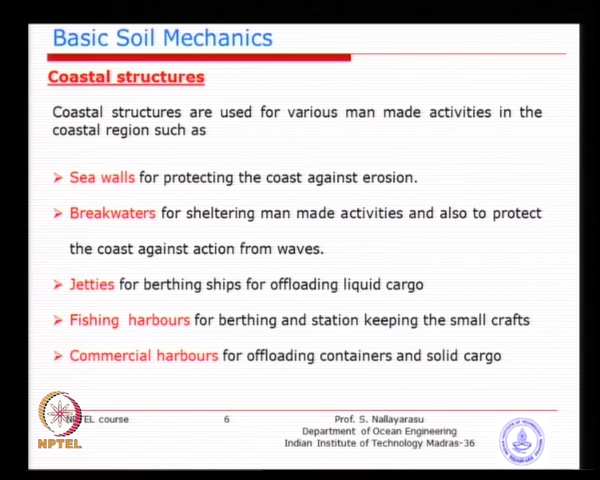 Basic Soil Mechanics
Coastal structures
Coastal structures are used for various man made activities in the
coastal region such as
➢ Sea walls for protecting the coast against erosion.
➢ Breakwaters for sheltering man made activities and also to protect
the coast against action from waves.
➢ Jetties for berthing ships for offloading liquid cargo
➢ Fishing harbours for berthing and station keeping the small crafts
➢ Commercial harbours for offloading containers and solid cargo
NPTEL course
6
Prof. S. Nallayarasu
Department of Ocean Engineering
Indian Institute of Technology Madras-36
NPTEL